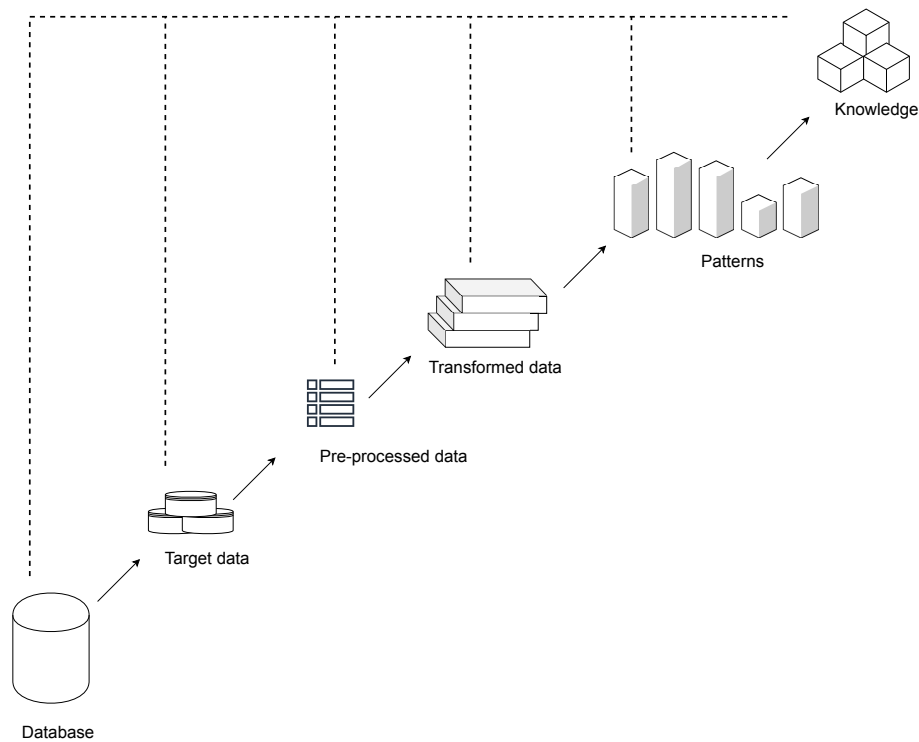 Knowledge
Patterns
Transformed data
Pre-processed data
Target data
Database